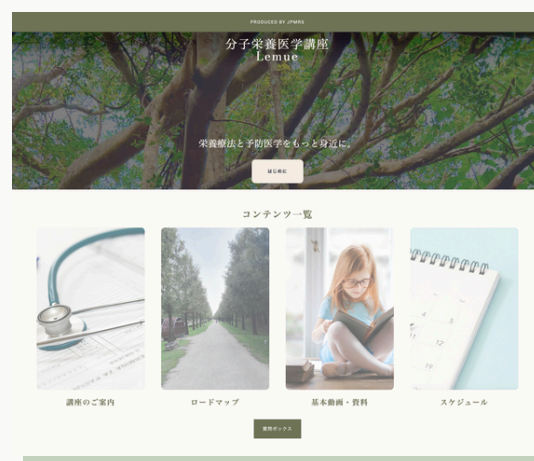 PRODUCED BY JPMRS
分子栄養医学講座
Lemue
栄養療法と予防医学をもっと身近に。
はじめに
コンテンツ一覧
講座のご案内
ロードマップ
基本動画・資料
スケジュール
質問ボックス